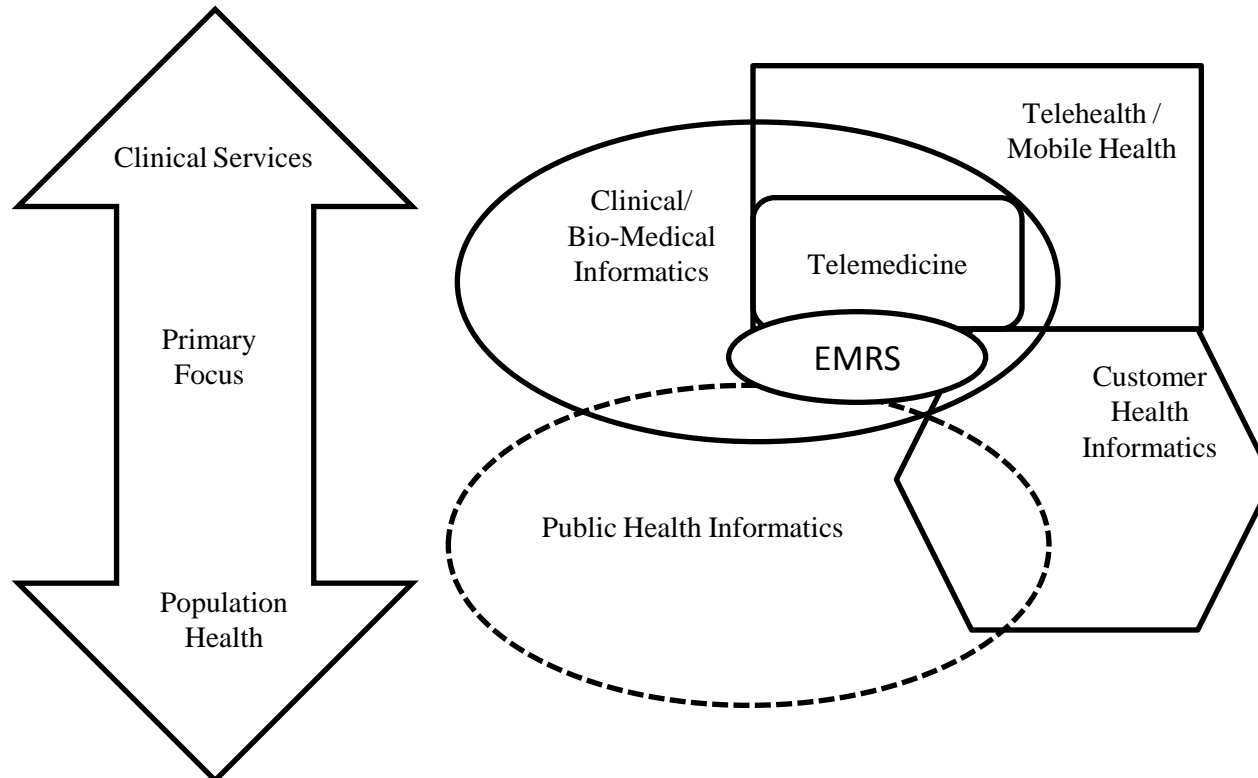 Clinical Services
Primary
Focus
Population
Health
Telehealth /
Mobile Health
Clinical/
Bio-Medical
Informatics
Telemedicine
EMRS
Customer
Health
Informatics
Public Health Informatics